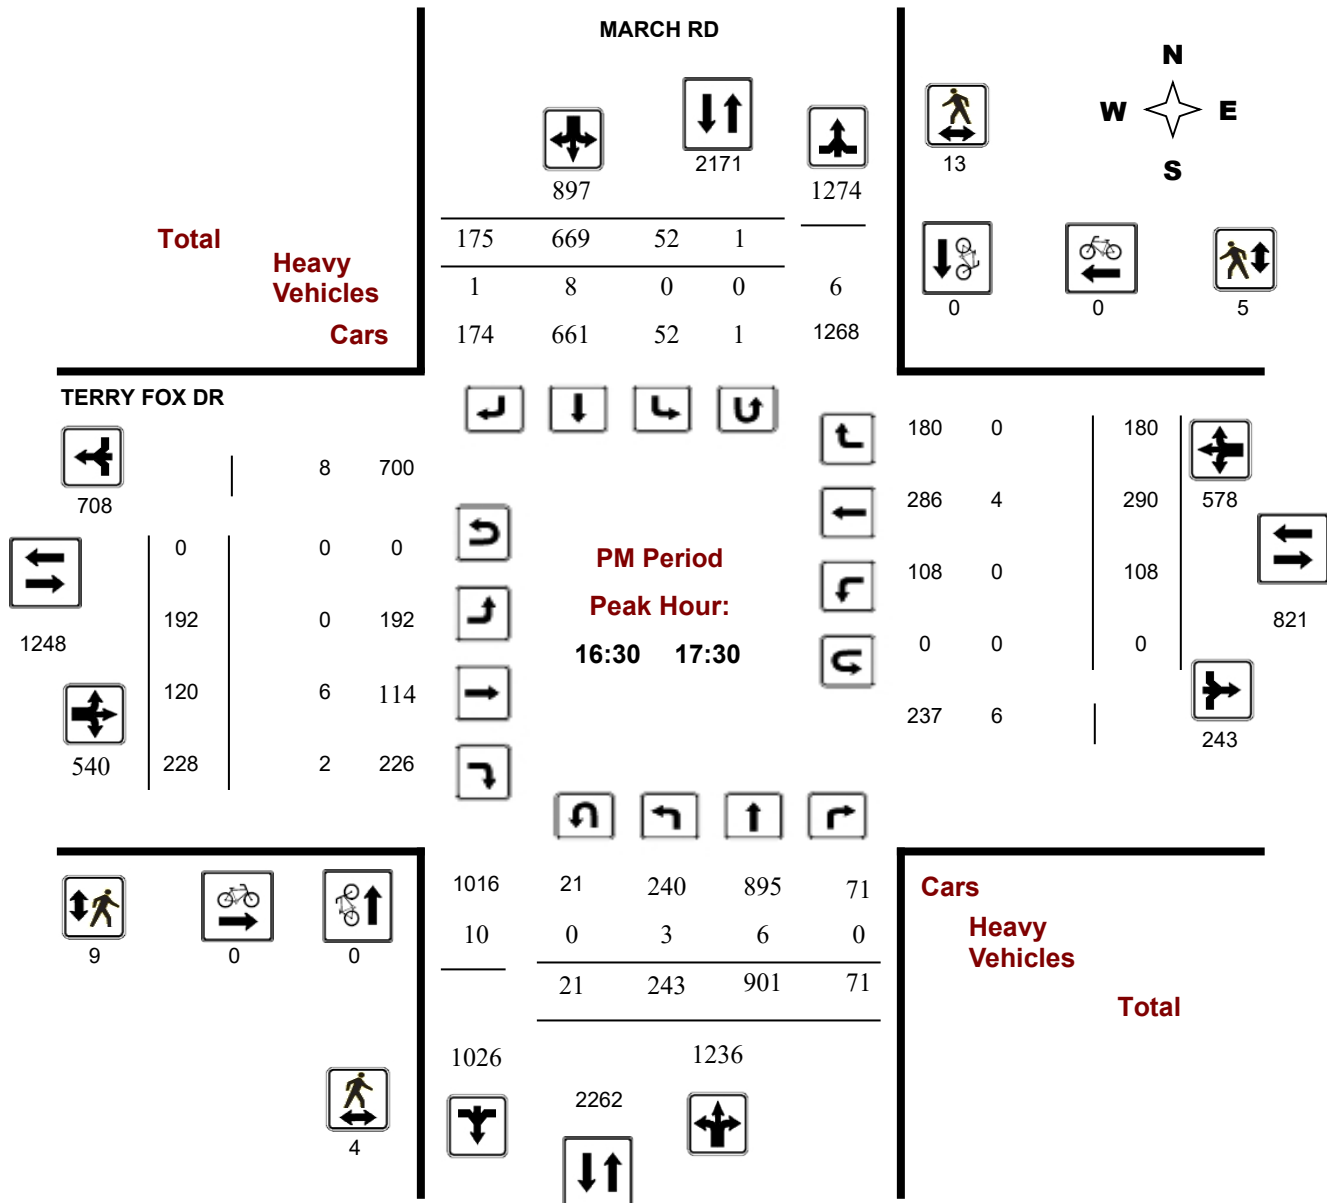 MARCH RD
N
W E
S
897
2171
1274
13
Total
175 669 52 1
Heavy
Vehicles
1 8 0 0 6
Cars
174 661 52 1 1268
0 0 5
TERRY FOX DR
180 0 180
8 700
708
286 4 290
578
0 0 0
PM Period
108 0 108
Peak Hour:
192 0 192
821
1248
16:30 17:30
0 0 0
120 6 114
237 6
243
540
228 2 226
1016 21 240 895 71
Cars
10 0 3 6 0
Heavy
Vehicles
9 0 0
21 243 901 71
Total
1026
1236
2262
4